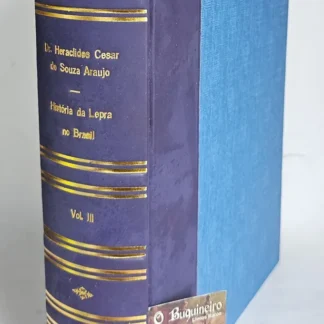 Dr. Heraclides Cesar
de Souza Araujo
História da Lepra
no Brasil
Vol. III
O Buquineiro